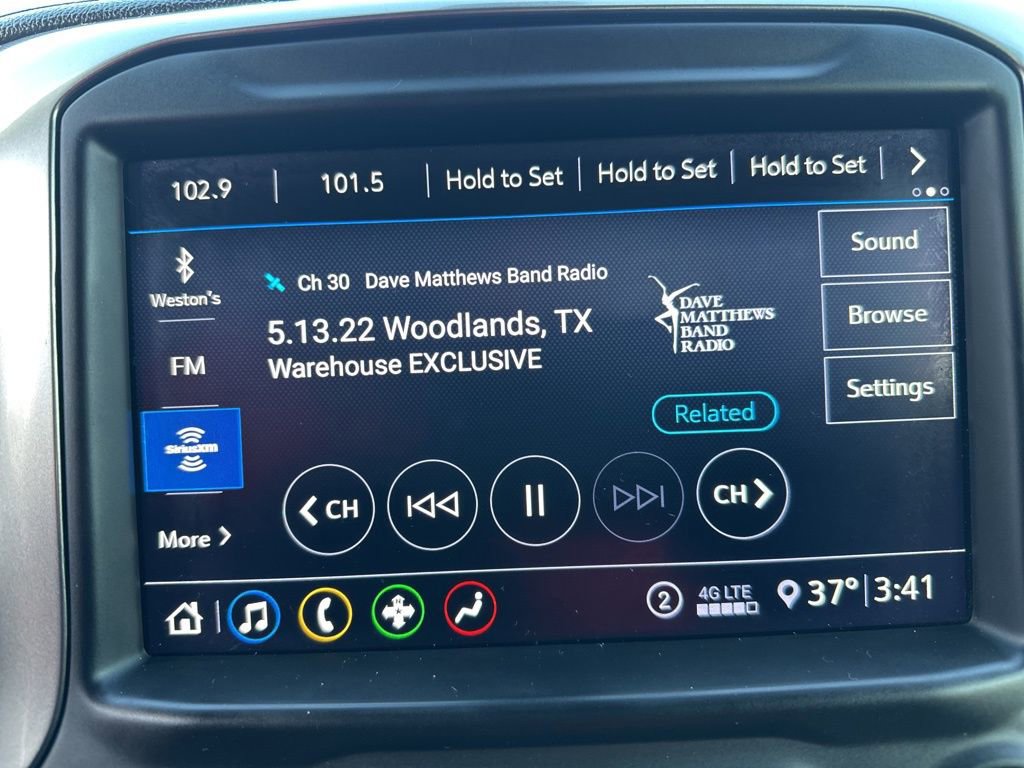 102.9 101.5 Hold to Set Hold to Set Hold to Set
Weston's
FM
SiriusXM
More
Ch 30 Dave Matthews Band Radio
5.13.22 Woodlands, TX
Warehouse EXCLUSIVE
DAVE
MATTHEWS
BAND
RADIO
Related
Sound
Browse
Settings
CH
CH
2 4G LTE 37° 3:41